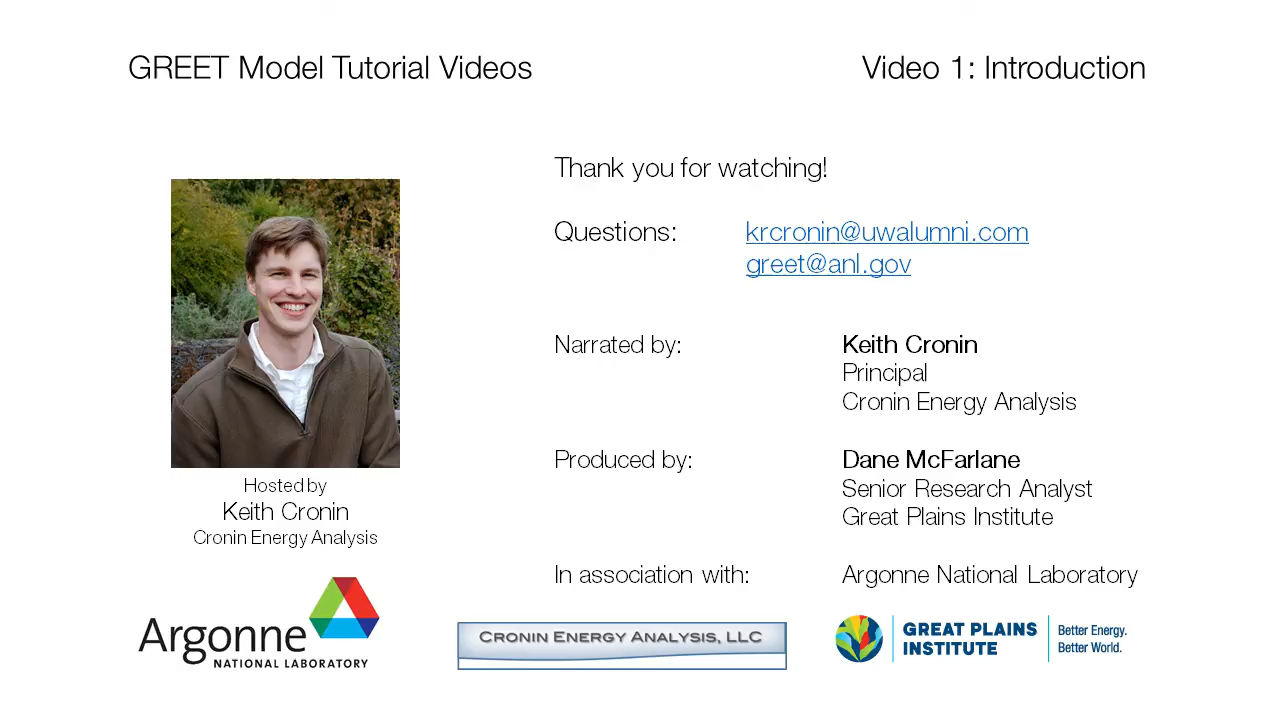 GREET Model Tutorial Videos
Video 1: Introduction
Thank you for watching!
Questions: krcronin@uwalumni.com
greet@anl.gov
Narrated by: Keith Cronin
Principal
Cronin Energy Analysis
Produced by: Dane McFarlane
Senior Research Analyst
Great Plains Institute
In association with: Argonne National Laboratory
Hosted by
Keith Cronin
Cronin Energy Analysis
Argonne
NATIONAL LABORATORY
CRONIN ENERGY ANALYSIS, LLC
GREAT PLAINS
INSTITUTE
Better Energy.
Better World.